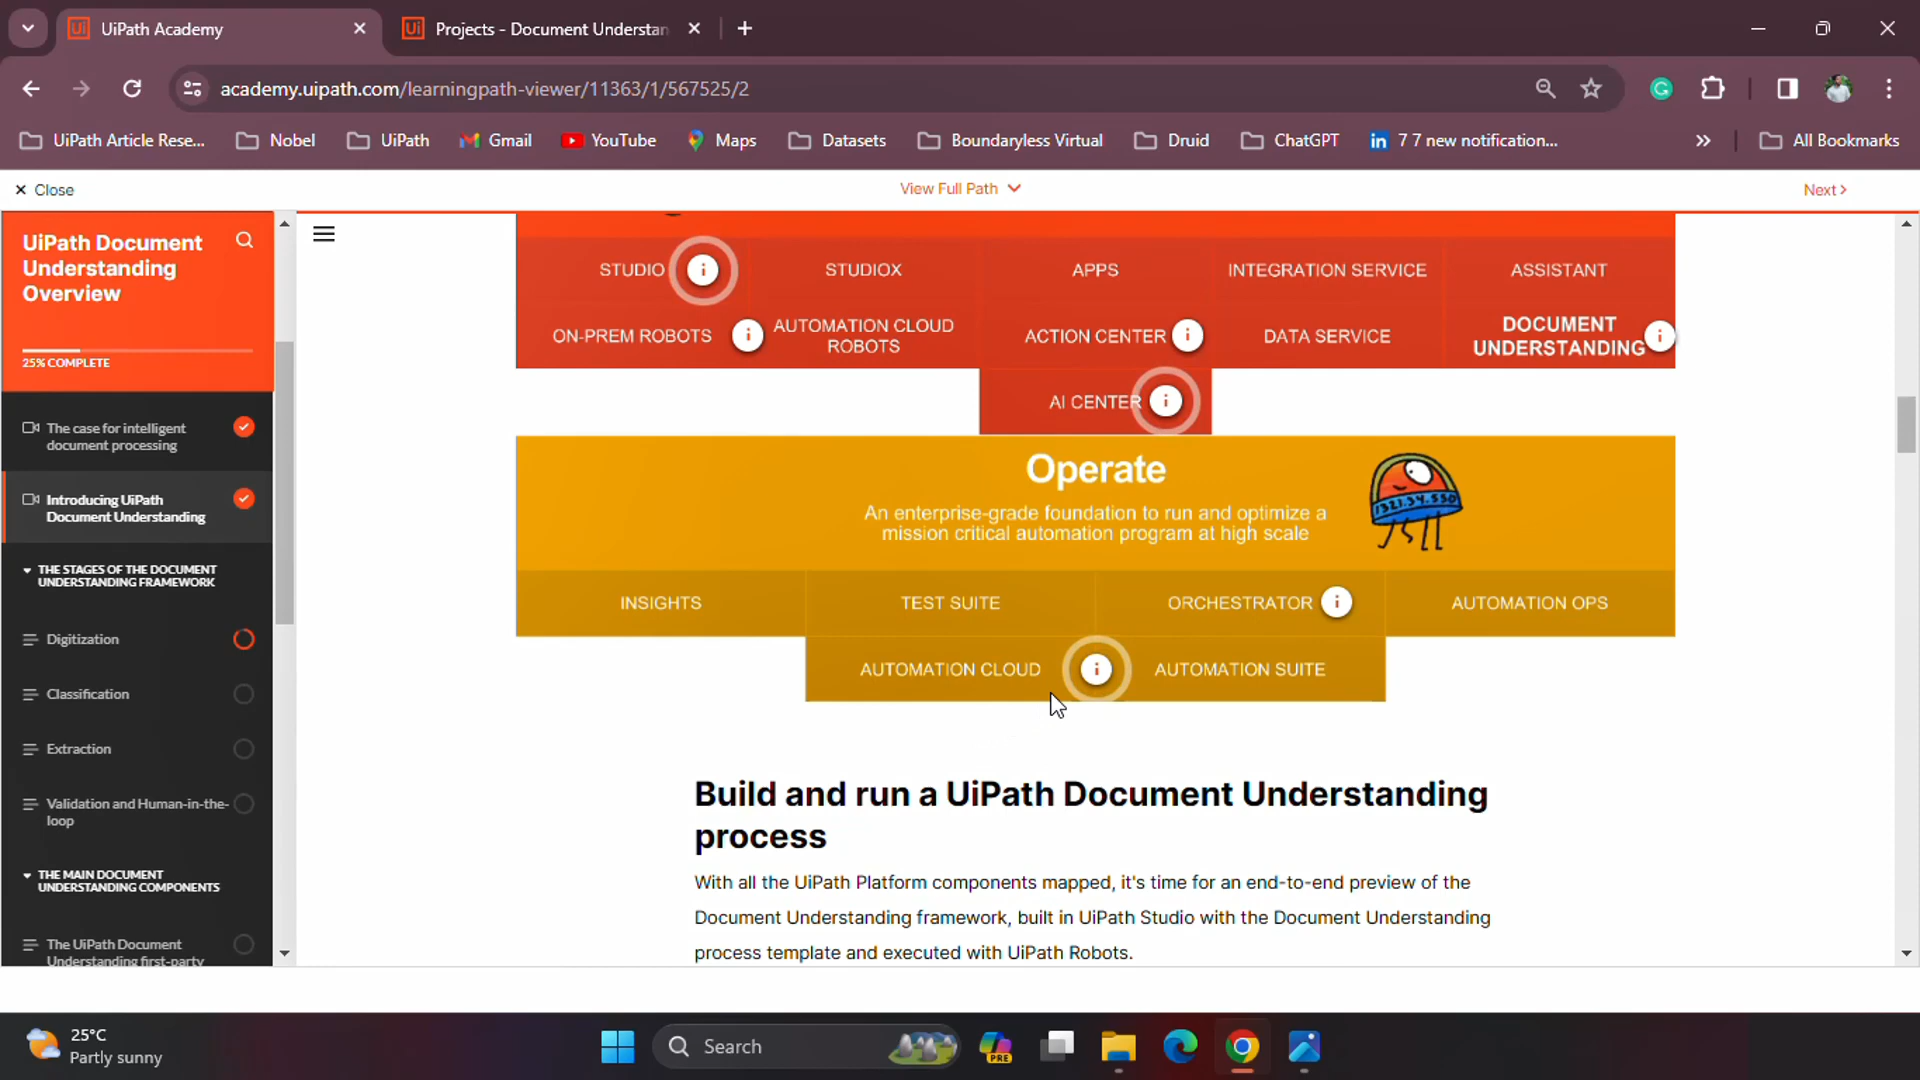 UiPath Academy
Projects - Document Understan
academy.uipath.com/learningpath-viewer/11363/1/567525/2
UiPath Article Rese...
Nobel
UiPath
Gmail
YouTube
Maps
Datasets
Boundaryless Virtual
Druid
ChatGPT
7 7 new notification...
All Bookmarks
Close
View Full Path
Next
UiPath Document
Understanding
Overview
25% COMPLETE
The case for intelligent
document processing
Introducing UiPath
Document Understanding
THE STAGES OF THE DOCUMENT
UNDERSTANDING FRAMEWORK
Digitization
Classification
Extraction
Validation and Human-in-the-
loop
THE MAIN DOCUMENT
UNDERSTANDING COMPONENTS
The UiPath Document
Understanding first-party
STUDIO
STUDIOX
APPS
INTEGRATION SERVICE
ASSISTANT
ON-PREM ROBOTS
AUTOMATION CLOUD
ROBOTS
ACTION CENTER
DATA SERVICE
DOCUMENT
UNDERSTANDING
AI CENTER
Operate
An enterprise-grade foundation to run and optimize a
mission critical automation program at high scale
1321.34.550
INSIGHTS
TEST SUITE
ORCHESTRATOR
AUTOMATION OPS
AUTOMATION CLOUD
AUTOMATION SUITE
Build and run a UiPath Document Understanding
process
With all the UiPath Platform components mapped, it's time for an end-to-end preview of the
Document Understanding framework, built in UiPath Studio with the Document Understanding
process template and executed with UiPath Robots.
25°C
Partly sunny
Search
PRE